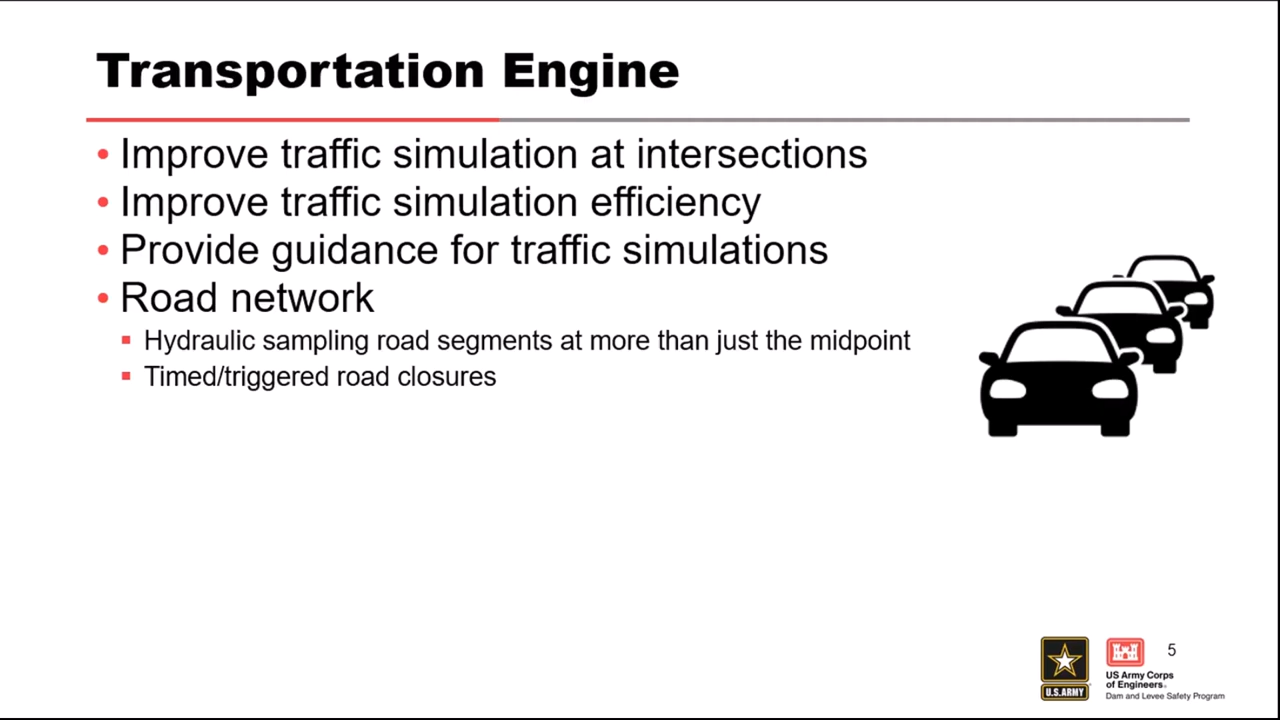 Transportation Engine
• Improve traffic simulation at intersections
• Improve traffic simulation efficiency
• Provide guidance for traffic simulations
• Road network
▪ Hydraulic sampling road segments at more than just the midpoint
▪ Timed/triggered road closures
U.S.ARMY
US Army Corps
of Engineers®
Dam and Levee Safety Program
5